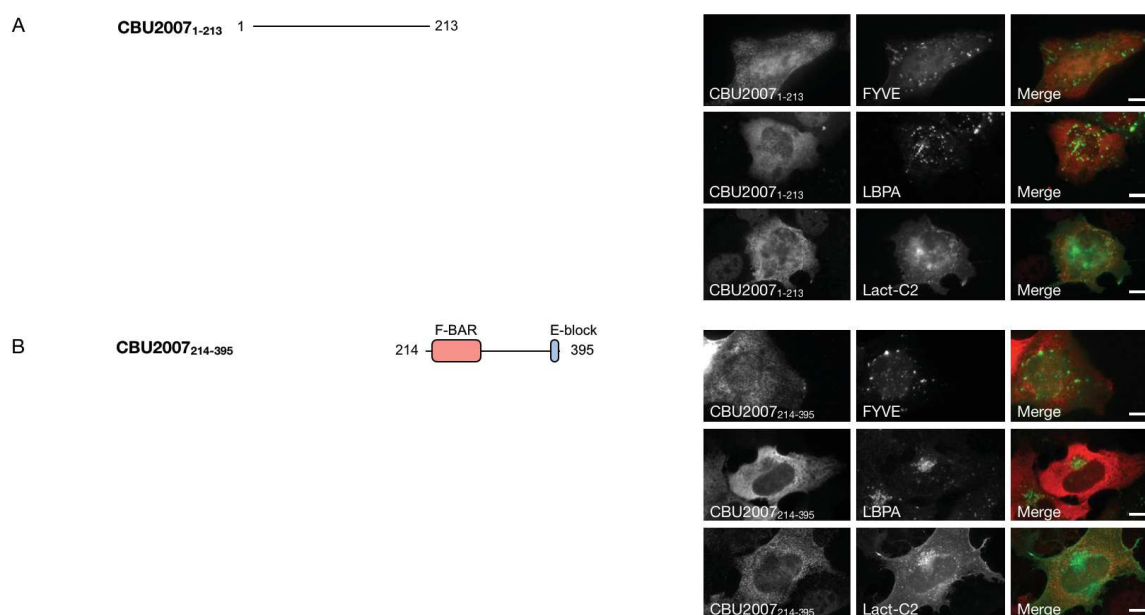 A
CBU2007₁₋₂₁₃ 1 213
CBU2007₁₋₂₁₃ FYVE Merge
CBU2007₁₋₂₁₃ LBPA Merge
CBU2007₁₋₂₁₃ Lact-C2 Merge
B
F-BAR E-block
CBU2007₂₁₄₋₃₉₅ 214 395
CBU2007₂₁₄₋₃₉₅ FYVE Merge
CBU2007₂₁₄₋₃₉₅ LBPA Merge
CBU2007₂₁₄₋₃₉₅ Lact-C2 Merge